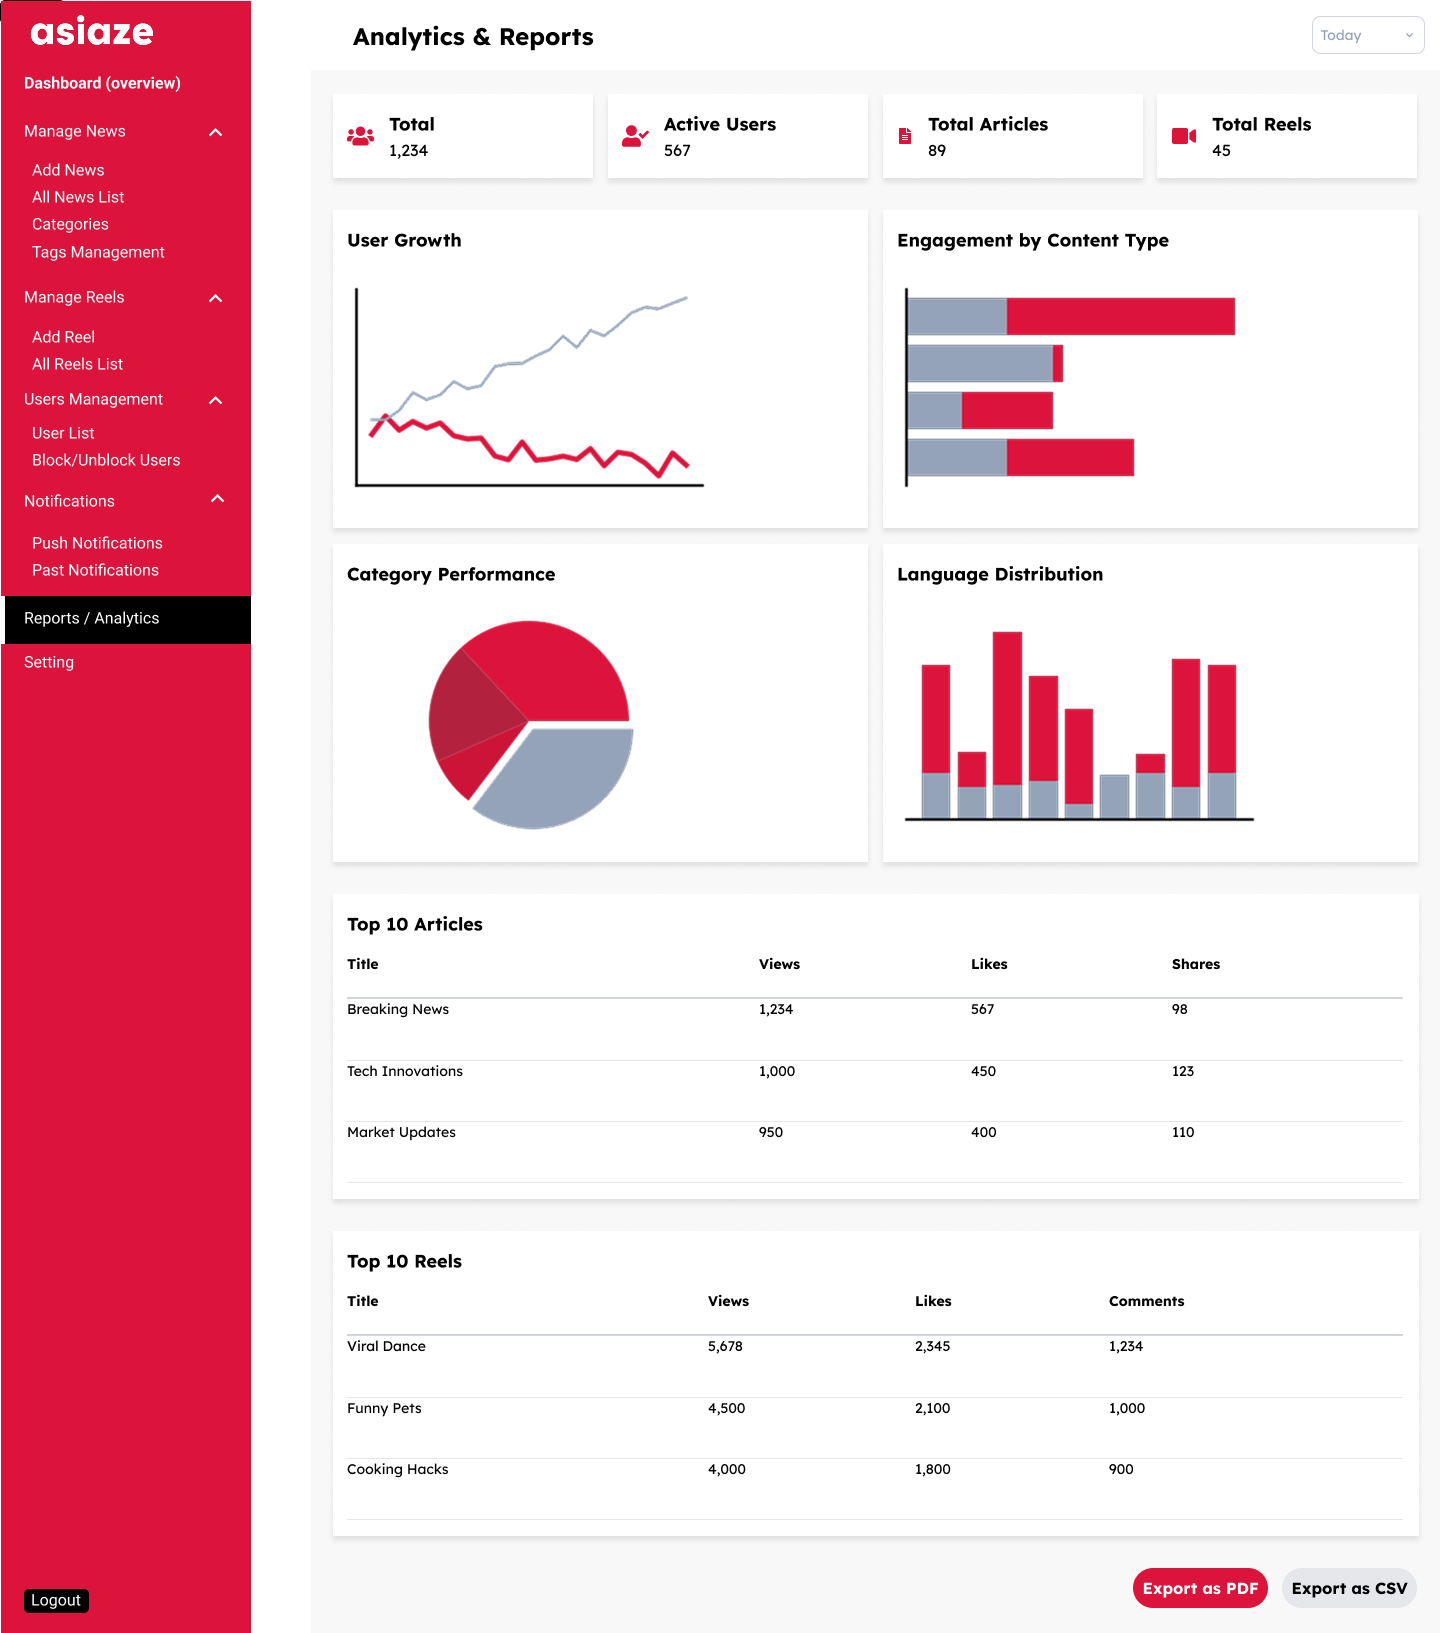 asiaze
Dashboard (overview)
Manage News
Add News
All News List
Categories
Tags Management
Manage Reels
Add Reel
All Reels List
Users Management
User List
Block/Unblock Users
Notifications
Push Notifications
Past Notifications
Reports / Analytics
Setting
Logout
Analytics & Reports
Today
Total
1,234
Active Users
567
Total Articles
89
Total Reels
45
User Growth
Engagement by Content Type
Category Performance
Language Distribution
Top 10 Articles
Title Views Likes Shares
Breaking News 1,234 567 98
Tech Innovations 1,000 450 123
Market Updates 950 400 110
Top 10 Reels
Title Views Likes Comments
Viral Dance 5,678 2,345 1,234
Funny Pets 4,500 2,100 1,000
Cooking Hacks 4,000 1,800 900
Export as PDF
Export as CSV